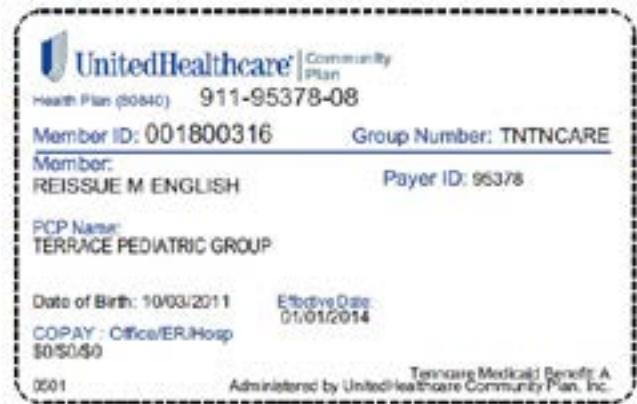 UnitedHealthcare Community Plan
Health Plan (80840) 911-95378-08
Member ID: 001800316 Group Number: TNTNCARE
Member:
REISSUE M ENGLISH Payer ID: 95378
PCP Name:
TERRACE PEDIATRIC GROUP
Date of Birth: 10/03/2011 Effective Date:
01/01/2014
COPAY : Office/ER/Hosp
$0/$0/$0
Tenncare Medicaid Benefit: A
0501 Administered by UnitedHealthcare Community Plan, Inc.